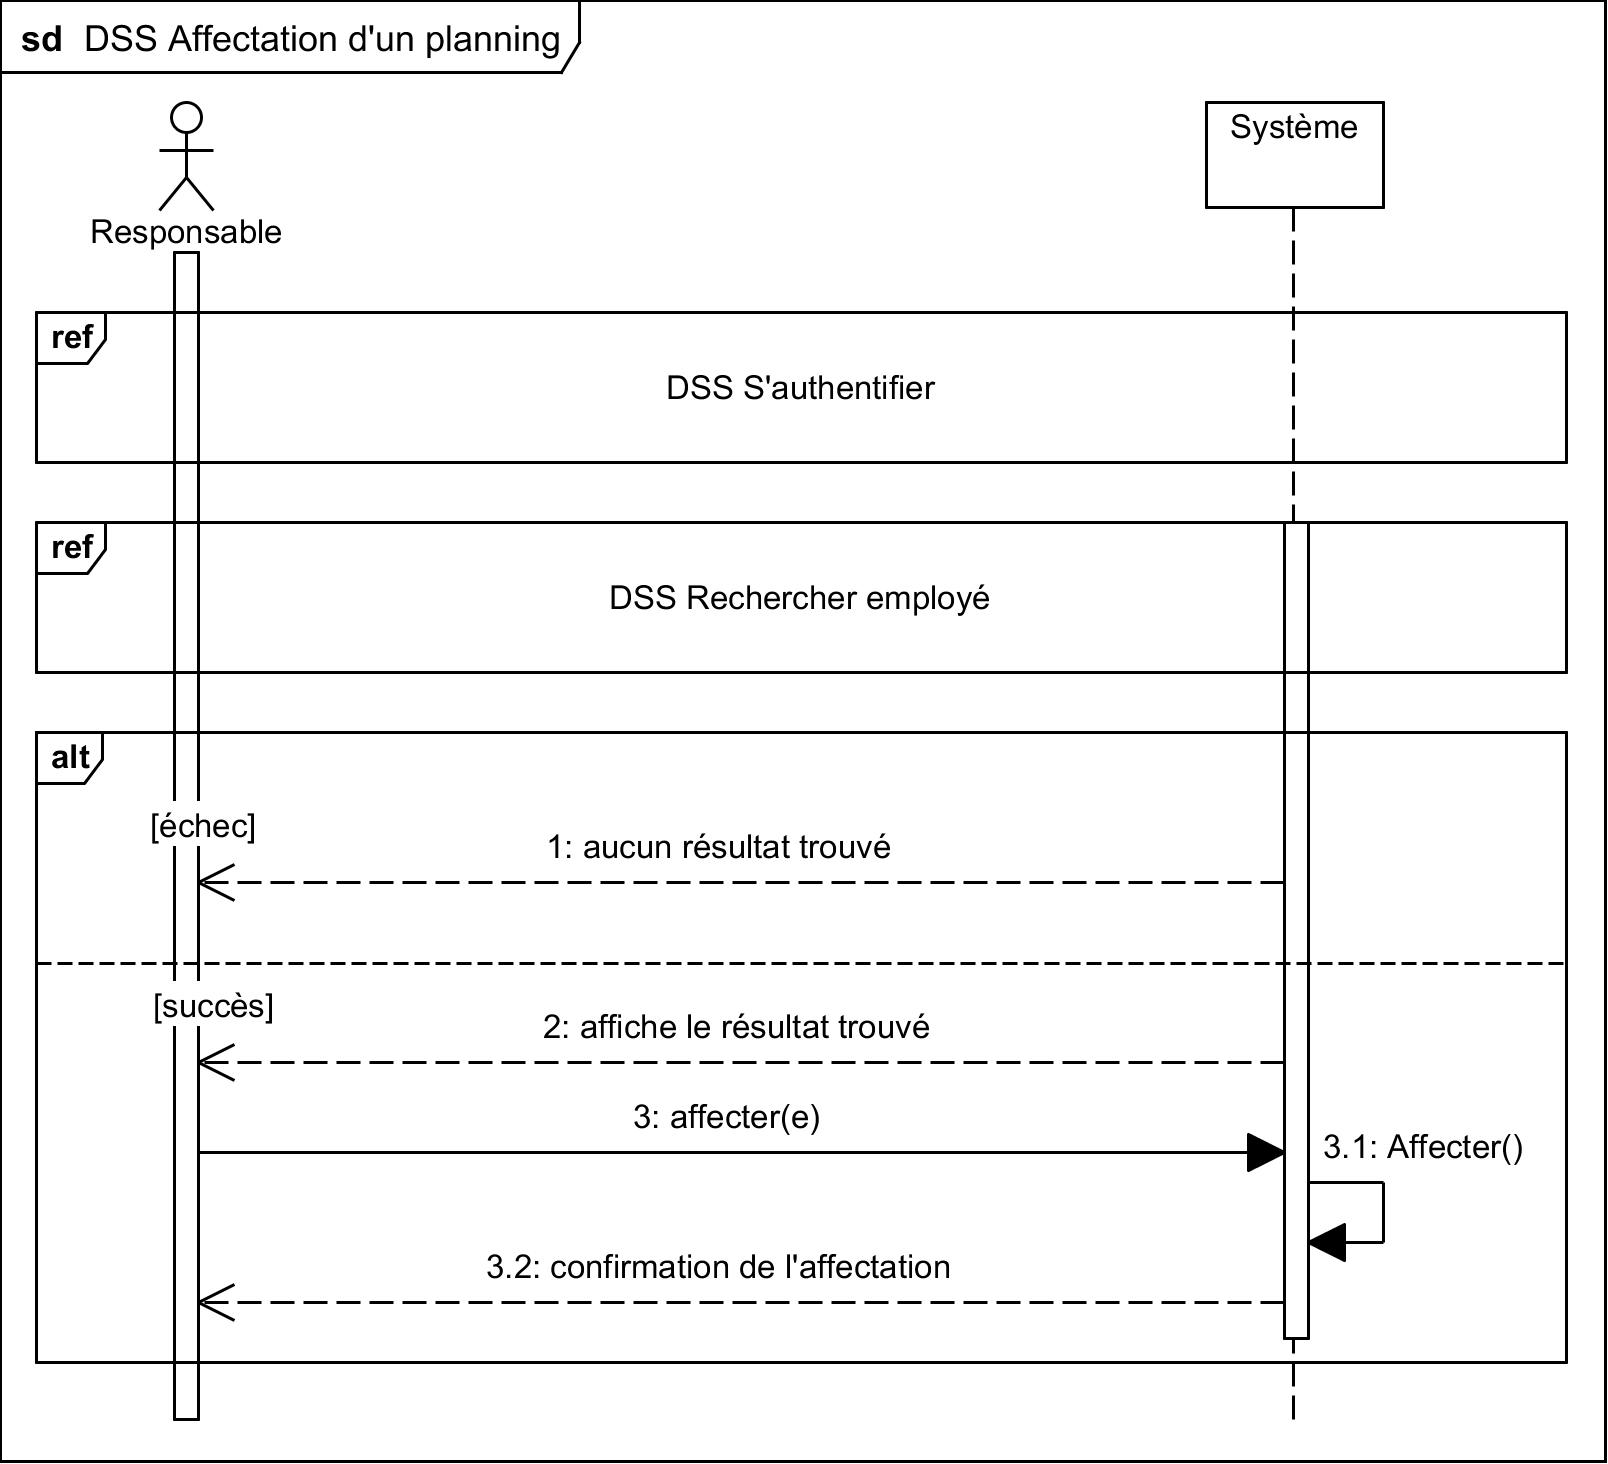 sd DSS Affectation d'un planning
Système
Responsable
ref
DSS S'authentifier
ref
DSS Rechercher employé
alt
[échec]
1: aucun résultat trouvé
[succès]
2: affiche le résultat trouvé
3: affecter(e)
3.1: Affecter()
3.2: confirmation de l'affectation